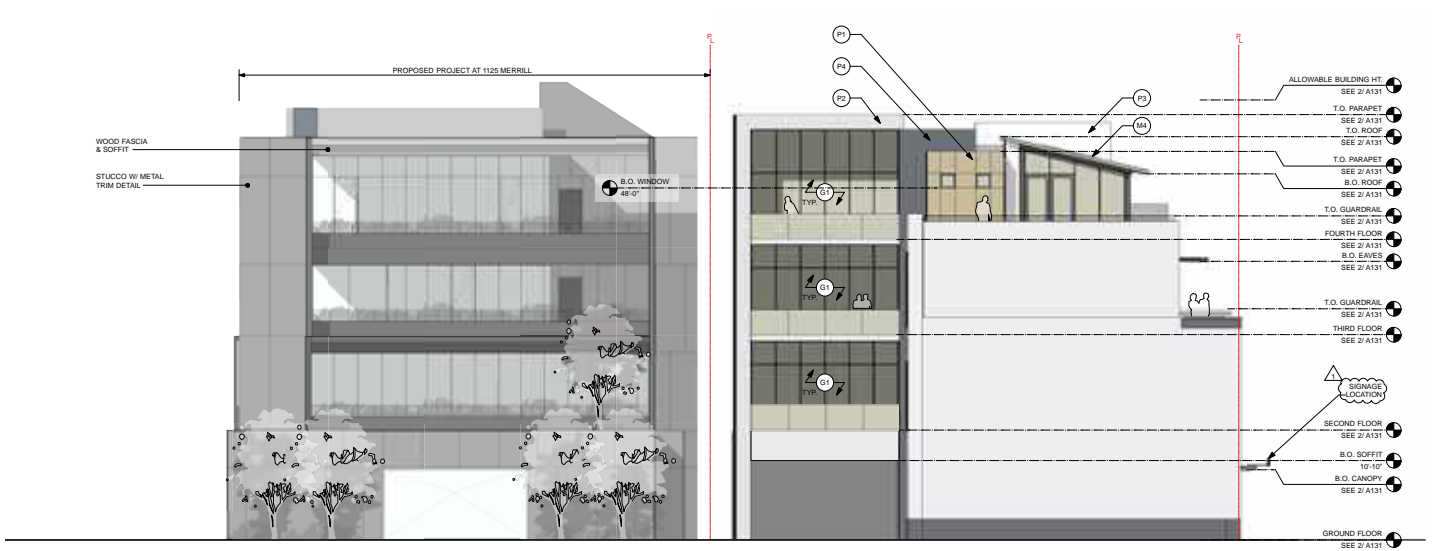 PL
PL
P1
P4
P2
P3
M4
PROPOSED PROJECT AT 1125 MERRILL
WOOD FASCIA
& SOFFIT
STUCCO W/ METAL
TRIM DETAIL
B.O. WINDOW
48'-0"
G1
TYP.
G1
TYP.
G1
TYP.
ALLOWABLE BUILDING HT.
SEE 2/ A131
T.O. PARAPET
SEE 2/ A131
T.O. ROOF
SEE 2/ A131
T.O. PARAPET
SEE 2/ A131
B.O. ROOF
SEE 2/ A131
T.O. GUARDRAIL
SEE 2/ A131
FOURTH FLOOR
SEE 2/ A131
B.O. EAVES
SEE 2/ A131
T.O. GUARDRAIL
SEE 2/ A131
THIRD FLOOR
SEE 2/ A131
1
SIGNAGE
LOCATION
SECOND FLOOR
SEE 2/ A131
B.O. SOFFIT
10'-10"
B.O. CANOPY
SEE 2/ A131
GROUND FLOOR
SEE 2/ A131